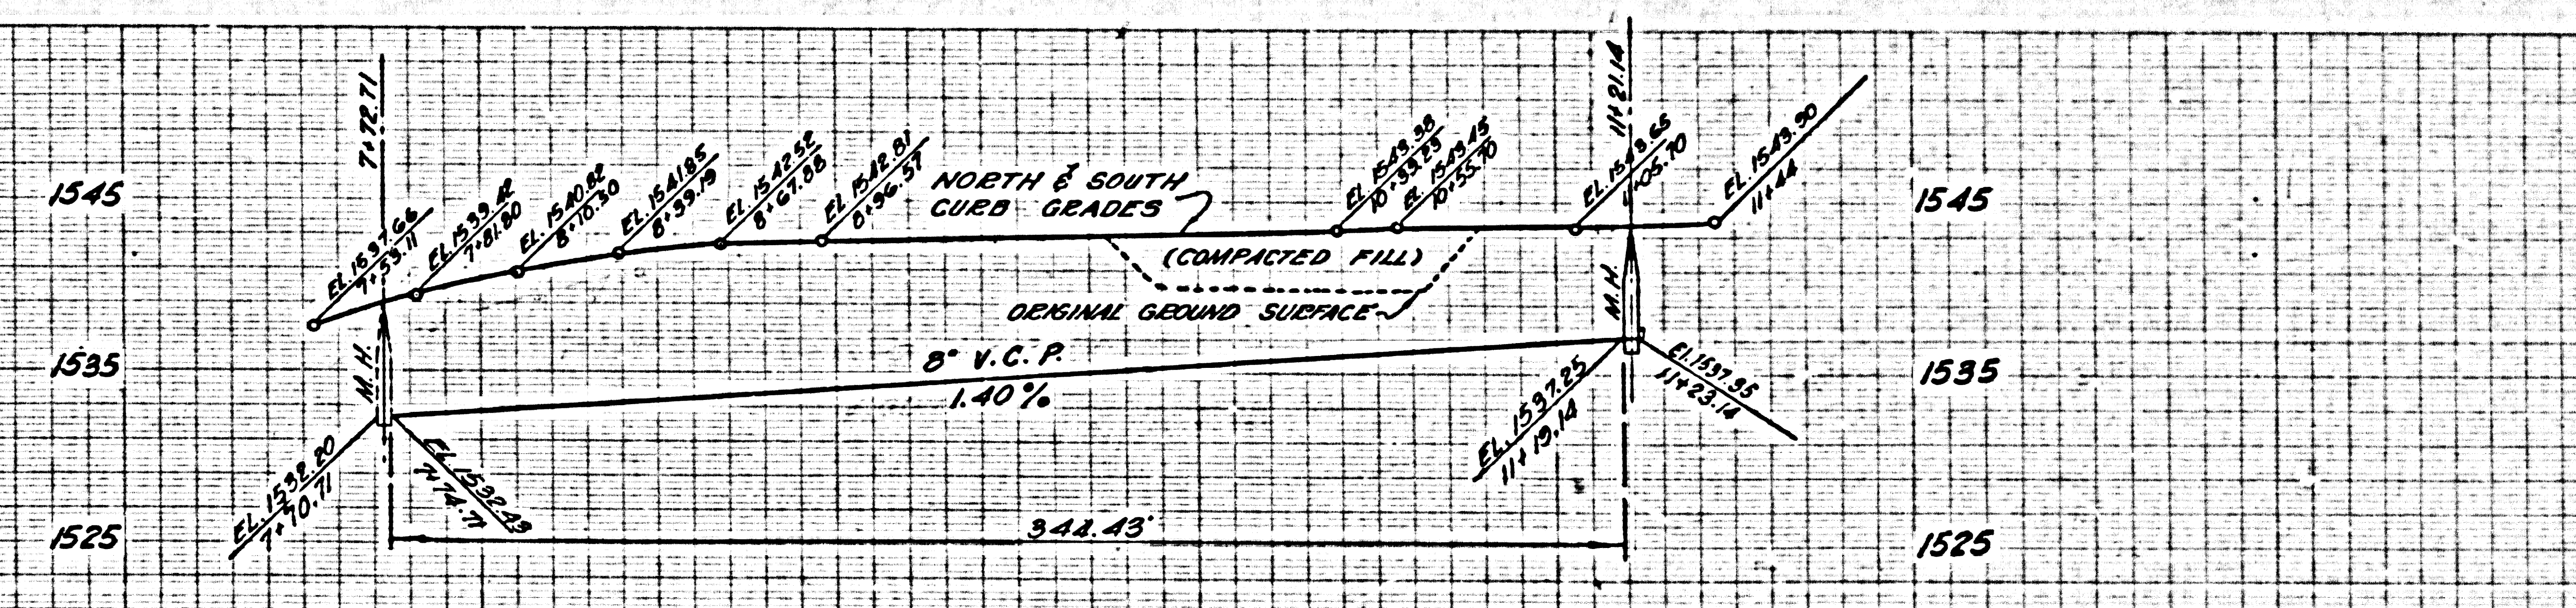 7+72.71
11+21.14
1545
EL. 1537.66
7+53.11
EL. 1539.42
7+81.80
EL. 1540.82
8+10.30
EL. 1541.85
8+39.19
EL. 1542.52
8+67.88
EL. 1542.81
8+96.57
NORTH & SOUTH
CURB GRADES
EL. 1543.38
10+33.23
EL. 1543.45
10+55.70
EL. 1543.65
11+05.70
EL. 1543.90
11+44
1545
(COMPACTED FILL)
ORIGINAL GROUND SURFACE
M.H.
M.H.
1535
8" V.C.P.
1.40%
1535
EL. 1532.20
7+70.71
EL. 1532.43
7+74.71
EL. 1537.25
11+19.14
El. 1537.35
11+23.14
1525
344.43'
1525